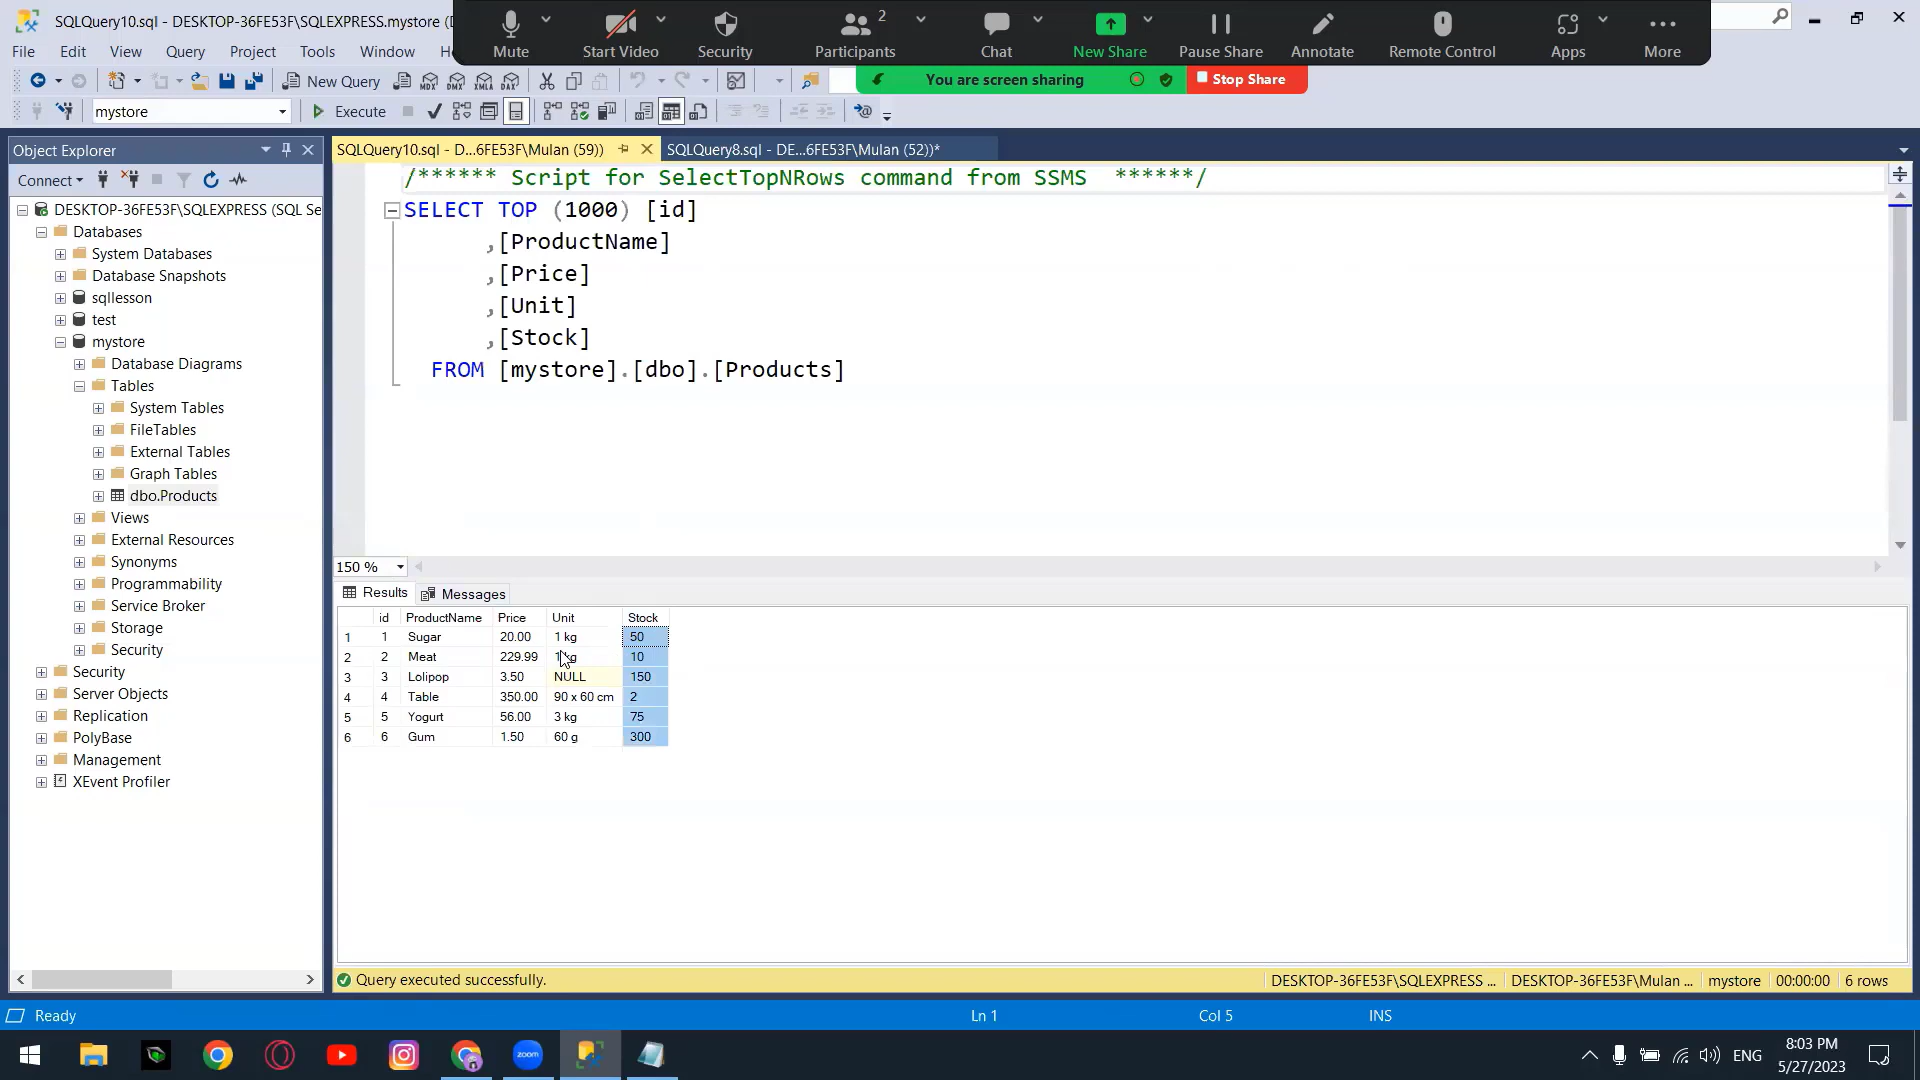 SQLQuery10.sql - DESKTOP-36FE53F\SQLEXPRESS.mystore (
File Edit View Query Project Tools Window
Mute Start Video Security Participants 2 Chat New Share Pause Share Annotate Remote Control Apps More
You are screen sharing Stop Share
New Query
mystore Execute
Object Explorer
Connect
DESKTOP-36FE53F\SQLEXPRESS (SQL Se
Databases
System Databases
Database Snapshots
sqllesson
test
mystore
Database Diagrams
Tables
System Tables
FileTables
External Tables
Graph Tables
dbo.Products
Views
External Resources
Synonyms
Programmability
Service Broker
Storage
Security
Security
Server Objects
Replication
PolyBase
Management
XEvent Profiler
SQLQuery10.sql - D...6FE53F\Mulan (59)) SQLQuery8.sql - DE...6FE53F\Mulan (52))*
/****** Script for SelectTopNRows command from SSMS ******/
SELECT TOP (1000) [id]
,[ProductName]
,[Price]
,[Unit]
,[Stock]
FROM [mystore].[dbo].[Products]
150 %
Results Messages
id ProductName Price Unit Stock
1 1 Sugar 20.00 1 kg 50
2 2 Meat 229.99 1 kg 10
3 3 Lolipop 3.50 NULL 150
4 4 Table 350.00 90 x 60 cm 2
5 5 Yogurt 56.00 3 kg 75
6 6 Gum 1.50 60 g 300
Query executed successfully. DESKTOP-36FE53F\SQLEXPRESS ... DESKTOP-36FE53F\Mulan ... mystore 00:00:00 6 rows
Ready Ln 1 Col 5 INS
zoom ENG 8:03 PM
5/27/2023